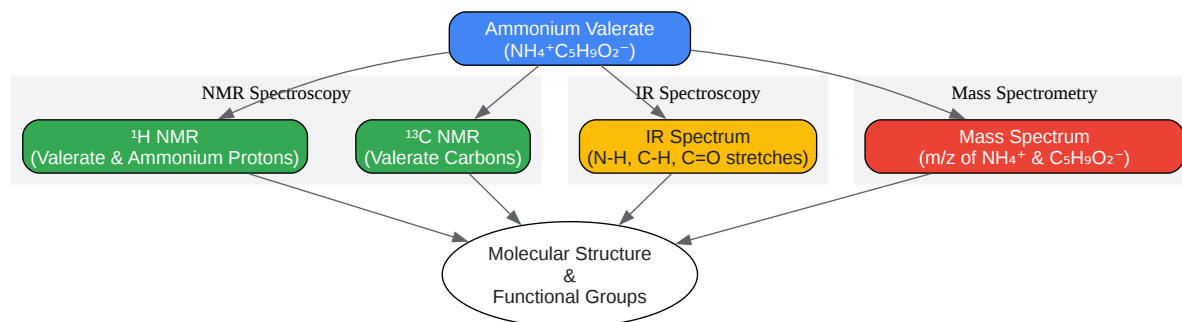 Ammonium Valerate
(NH₄⁺C₅H₉O₂⁻)
NMR Spectroscopy
IR Spectroscopy
Mass Spectrometry
¹H NMR
(Valerate & Ammonium Protons)
¹³C NMR
(Valerate Carbons)
IR Spectrum
(N-H, C-H, C=O stretches)
Mass Spectrum
(m/z of NH₄⁺ & C₅H₉O₂⁻)
Molecular Structure
&
Functional Groups